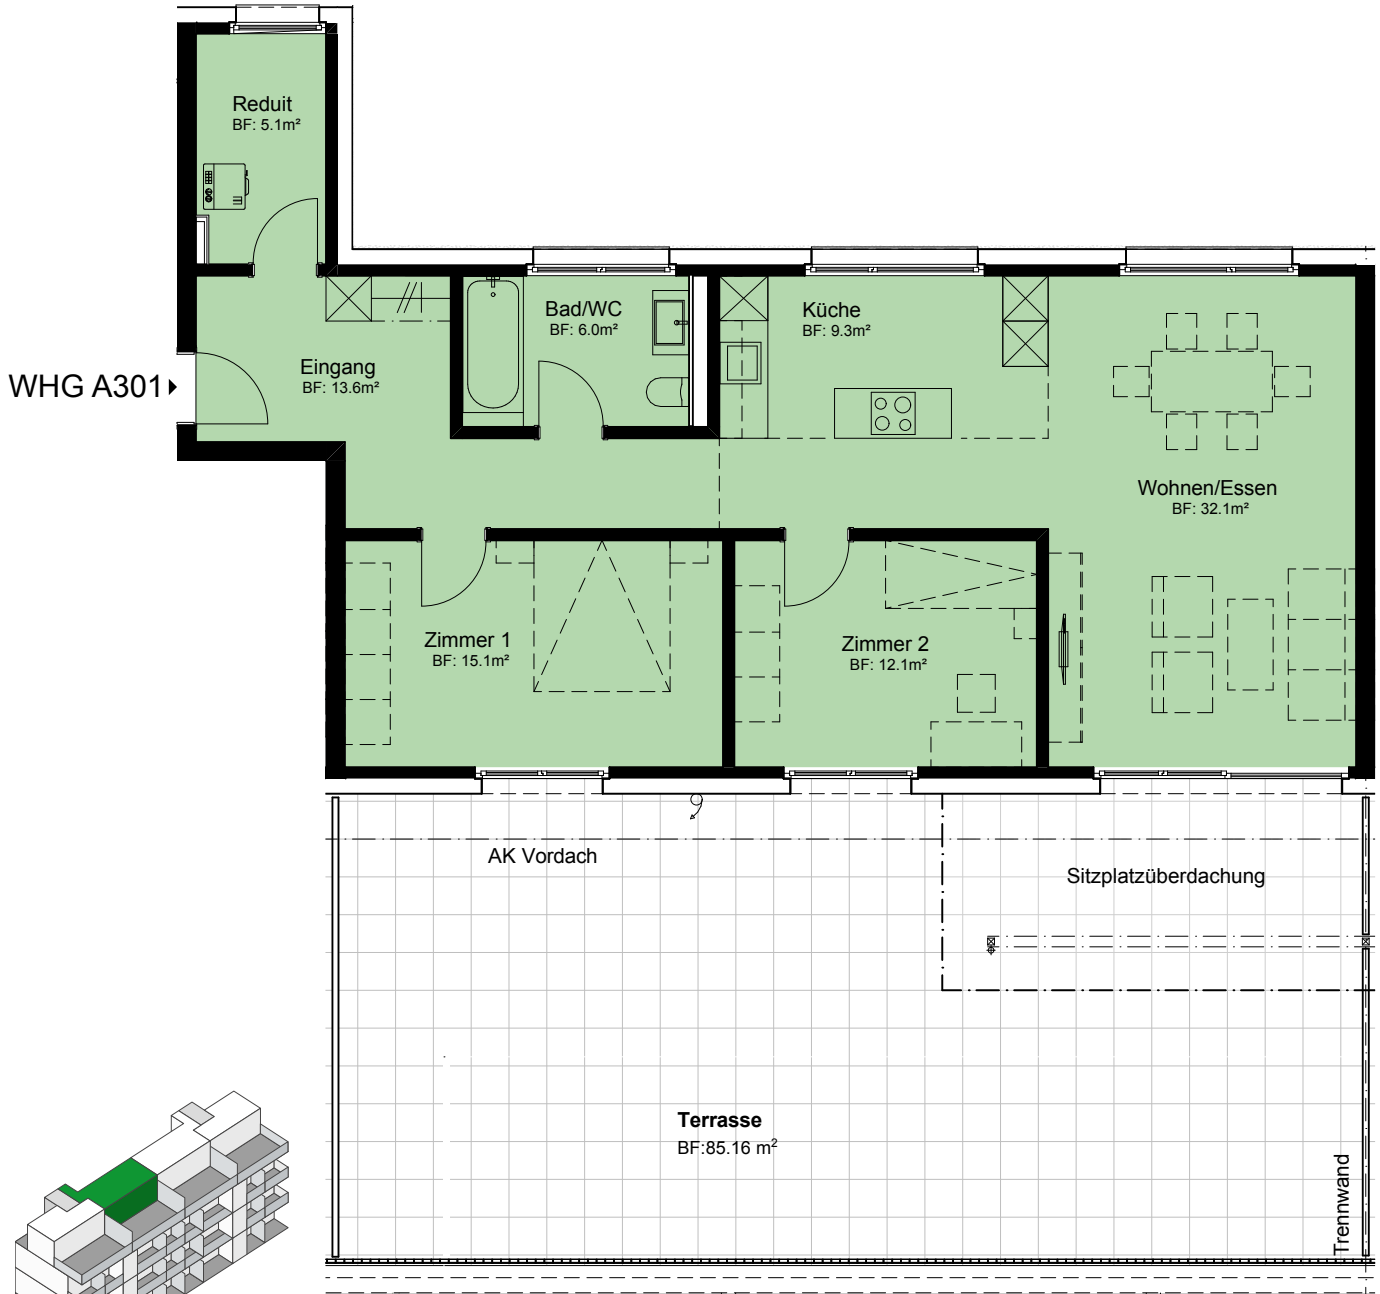 Reduit
BF: 5.1m²
Bad/WC
BF: 6.0m²
Küche
BF: 9.3m²
Eingang
BF: 13.6m²
WHG A301
Wohnen/Essen
BF: 32.1m²
Zimmer 1
BF: 15.1m²
Zimmer 2
BF: 12.1m²
AK Vordach
Sitzplatzüberdachung
Terrasse
BF:85.16 m²
Trennwand